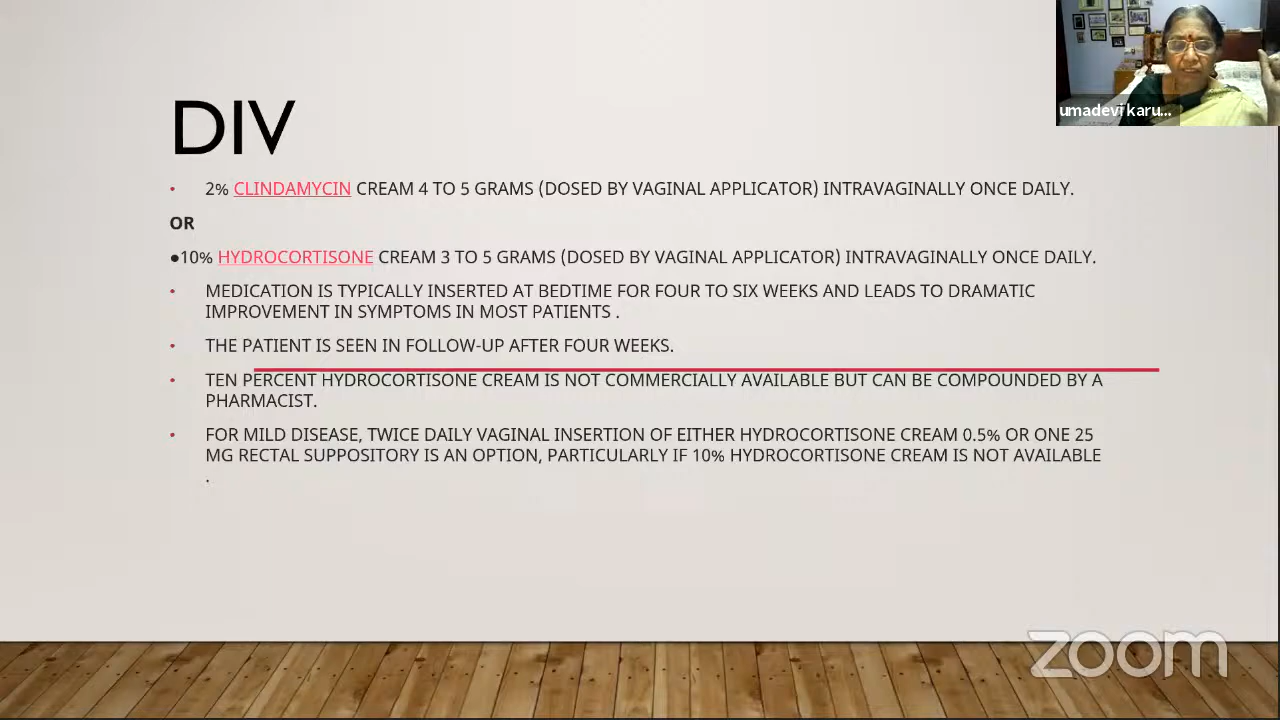 umadevi karu...
DIV
• 2% CLINDAMYCIN CREAM 4 TO 5 GRAMS (DOSED BY VAGINAL APPLICATOR) INTRAVAGINALLY ONCE DAILY.
OR
●10% HYDROCORTISONE CREAM 3 TO 5 GRAMS (DOSED BY VAGINAL APPLICATOR) INTRAVAGINALLY ONCE DAILY.
• MEDICATION IS TYPICALLY INSERTED AT BEDTIME FOR FOUR TO SIX WEEKS AND LEADS TO DRAMATIC
IMPROVEMENT IN SYMPTOMS IN MOST PATIENTS .
• THE PATIENT IS SEEN IN FOLLOW-UP AFTER FOUR WEEKS.
• TEN PERCENT HYDROCORTISONE CREAM IS NOT COMMERCIALLY AVAILABLE BUT CAN BE COMPOUNDED BY A
PHARMACIST.
• FOR MILD DISEASE, TWICE DAILY VAGINAL INSERTION OF EITHER HYDROCORTISONE CREAM 0.5% OR ONE 25
MG RECTAL SUPPOSITORY IS AN OPTION, PARTICULARLY IF 10% HYDROCORTISONE CREAM IS NOT AVAILABLE
.
zoom